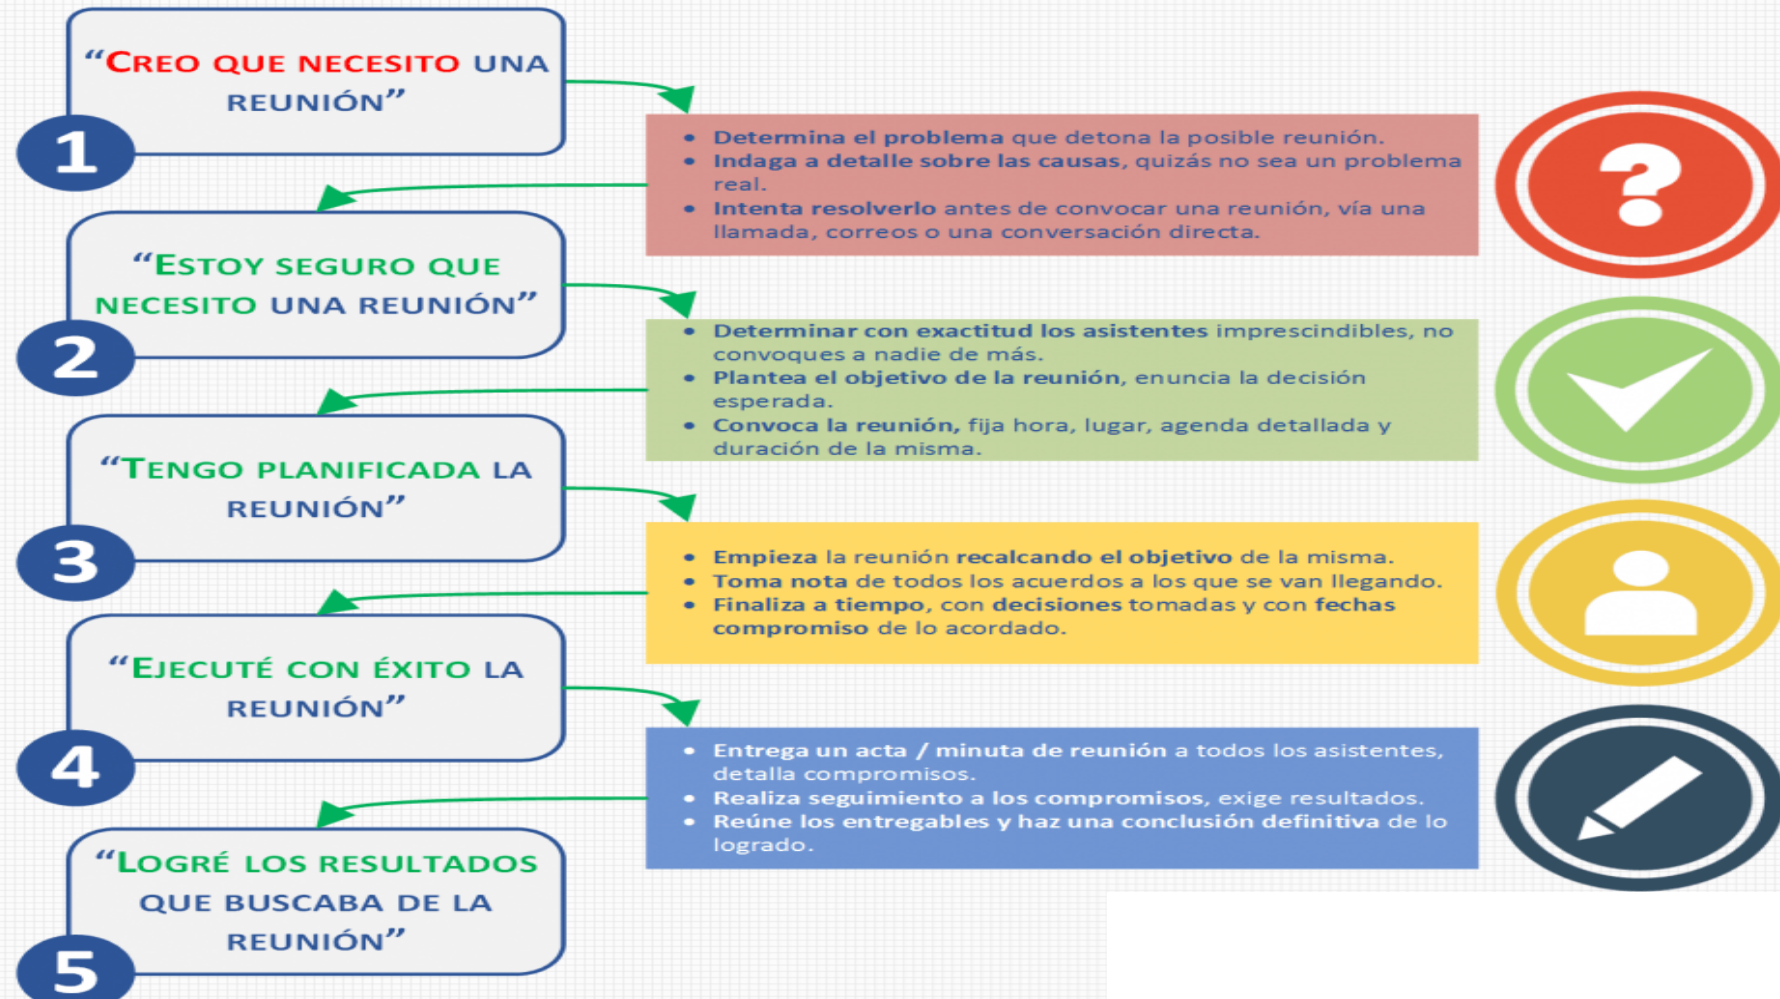 “CREO QUE NECESITO UNA
REUNIÓN”
1
• Determina el problema que detona la posible reunión.
• Indaga a detalle sobre las causas, quizás no sea un problema
real.
• Intenta resolverlo antes de convocar una reunión, vía una
llamada, correos o una conversación directa.
?
“ESTOY SEGURO QUE
NECESITO UNA REUNIÓN”
2
• Determinar con exactitud los asistentes imprescindibles, no
convoques a nadie de más.
• Plantea el objetivo de la reunión, enuncia la decisión
esperada.
• Convoca la reunión, fija hora, lugar, agenda detallada y
duración de la misma.
“TENGO PLANIFICADA LA
REUNIÓN”
3
• Empieza la reunión recalcando el objetivo de la misma.
• Toma nota de todos los acuerdos a los que se van llegando.
• Finaliza a tiempo, con decisiones tomadas y con fechas
compromiso de lo acordado.
“EJECUTÉ CON ÉXITO LA
REUNIÓN”
4
• Entrega un acta / minuta de reunión a todos los asistentes,
detalla compromisos.
• Realiza seguimiento a los compromisos, exige resultados.
• Reúne los entregables y haz una conclusión definitiva de lo
logrado.
“LOGRÉ LOS RESULTADOS
QUE BUSCABA DE LA
REUNIÓN”
5